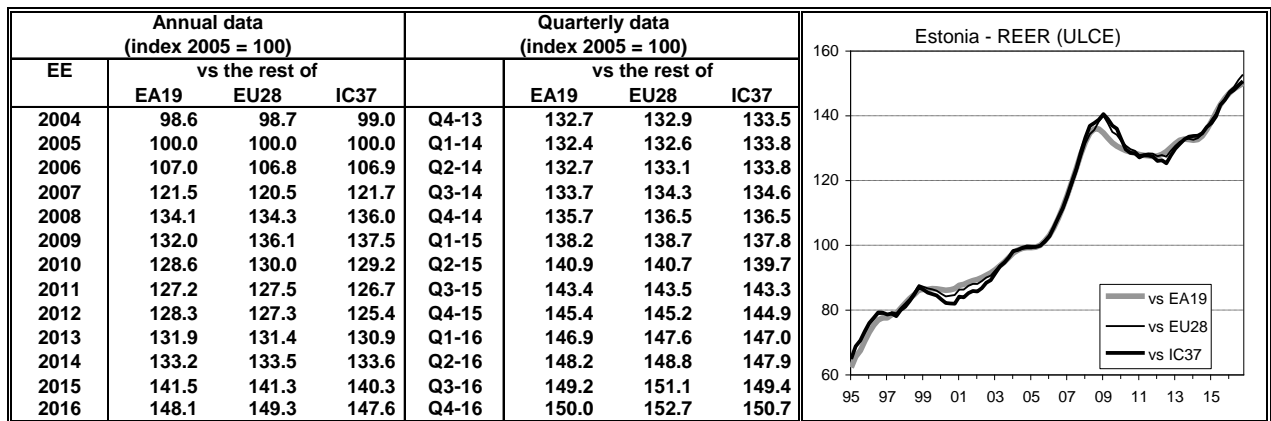 Annual data Quarterly data
(index 2005 = 100) (index 2005 = 100)
EE vs the rest of vs the rest of
EA19 EU28 IC37 EA19 EU28 IC37
2004 98.6 98.7 99.0 Q4-13 132.7 132.9 133.5
2005 100.0 100.0 100.0 Q1-14 132.4 132.6 133.8
2006 107.0 106.8 106.9 Q2-14 132.7 133.1 133.8
2007 121.5 120.5 121.7 Q3-14 133.7 134.3 134.6
2008 134.1 134.3 136.0 Q4-14 135.7 136.5 136.5
2009 132.0 136.1 137.5 Q1-15 138.2 138.7 137.8
2010 128.6 130.0 129.2 Q2-15 140.9 140.7 139.7
2011 127.2 127.5 126.7 Q3-15 143.4 143.5 143.3
2012 128.3 127.3 125.4 Q4-15 145.4 145.2 144.9
2013 131.9 131.4 130.9 Q1-16 146.9 147.6 147.0
2014 133.2 133.5 133.6 Q2-16 148.2 148.8 147.9
2015 141.5 141.3 140.3 Q3-16 149.2 151.1 149.4
2016 148.1 149.3 147.6 Q4-16 150.0 152.7 150.7
Estonia - REER (ULCE)
160
140
120
100
80
60
95 97 99 01 03 05 07 09 11 13 15
vs EA19
vs EU28
vs IC37